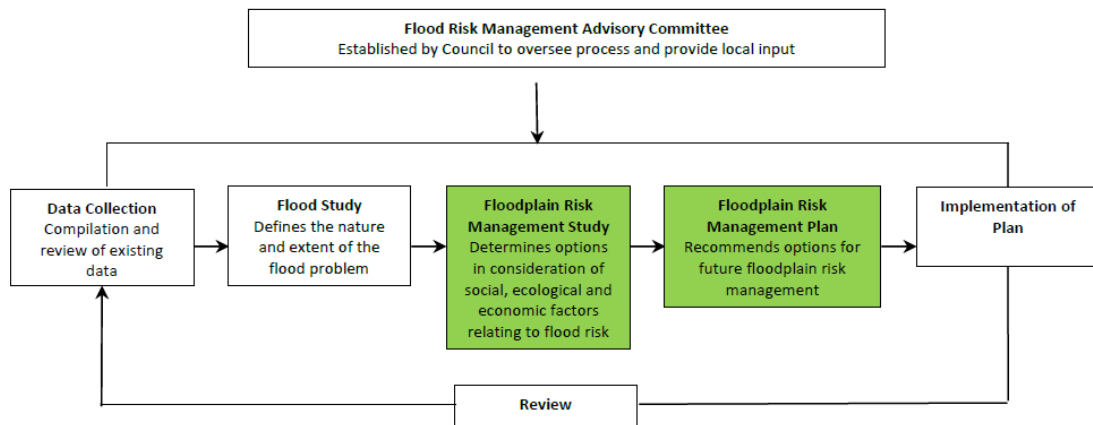 Flood Risk Management Advisory Committee
Established by Council to oversee process and provide local input
Data Collection
Compilation and
review of existing
data
Flood Study
Defines the nature
and extent of the
flood problem
Floodplain Risk
Management Study
Determines options
in consideration of
social, ecological and
economic factors
relating to flood risk
Floodplain Risk
Management Plan
Recommends options for
future floodplain risk
management
Implementation of
Plan
Review